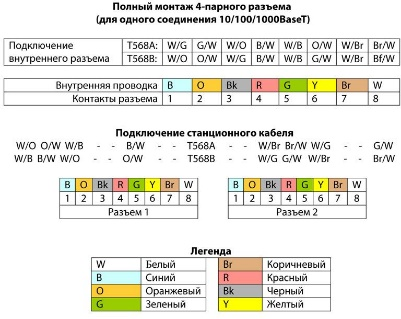 Полный монтаж 4-парного разъема
(для одного соединения 10/100/1000BaseT)
Подключение внутреннего разъема
T568A: W/G G/W W/O B/W W/B O/W W/Br Br/W
T568B: W/O O/W W/G B/W W/B G/W W/Br Bf/W
Внутренняя проводка B O Bk R G Y Br W
Контакты разъема 1 2 3 4 5 6 7 8
Подключение станционного кабеля
W/O O/W W/B - - B/W - - T568A - - W/Br Br/W W/G - - G/W
W/B B/W W/O - - O/W - - T568B - - W/G G/W W/Br - - Br/W
B O Bk R G Y Br W B O Bk R G Y Br W
1 2 3 4 5 6 7 8 1 2 3 4 5 6 7 8
Разъем 1 Разъем 2
Легенда
W Белый Br Коричневый
B Синий R Красный
O Оранжевый Bk Черный
G Зеленый Y Желтый